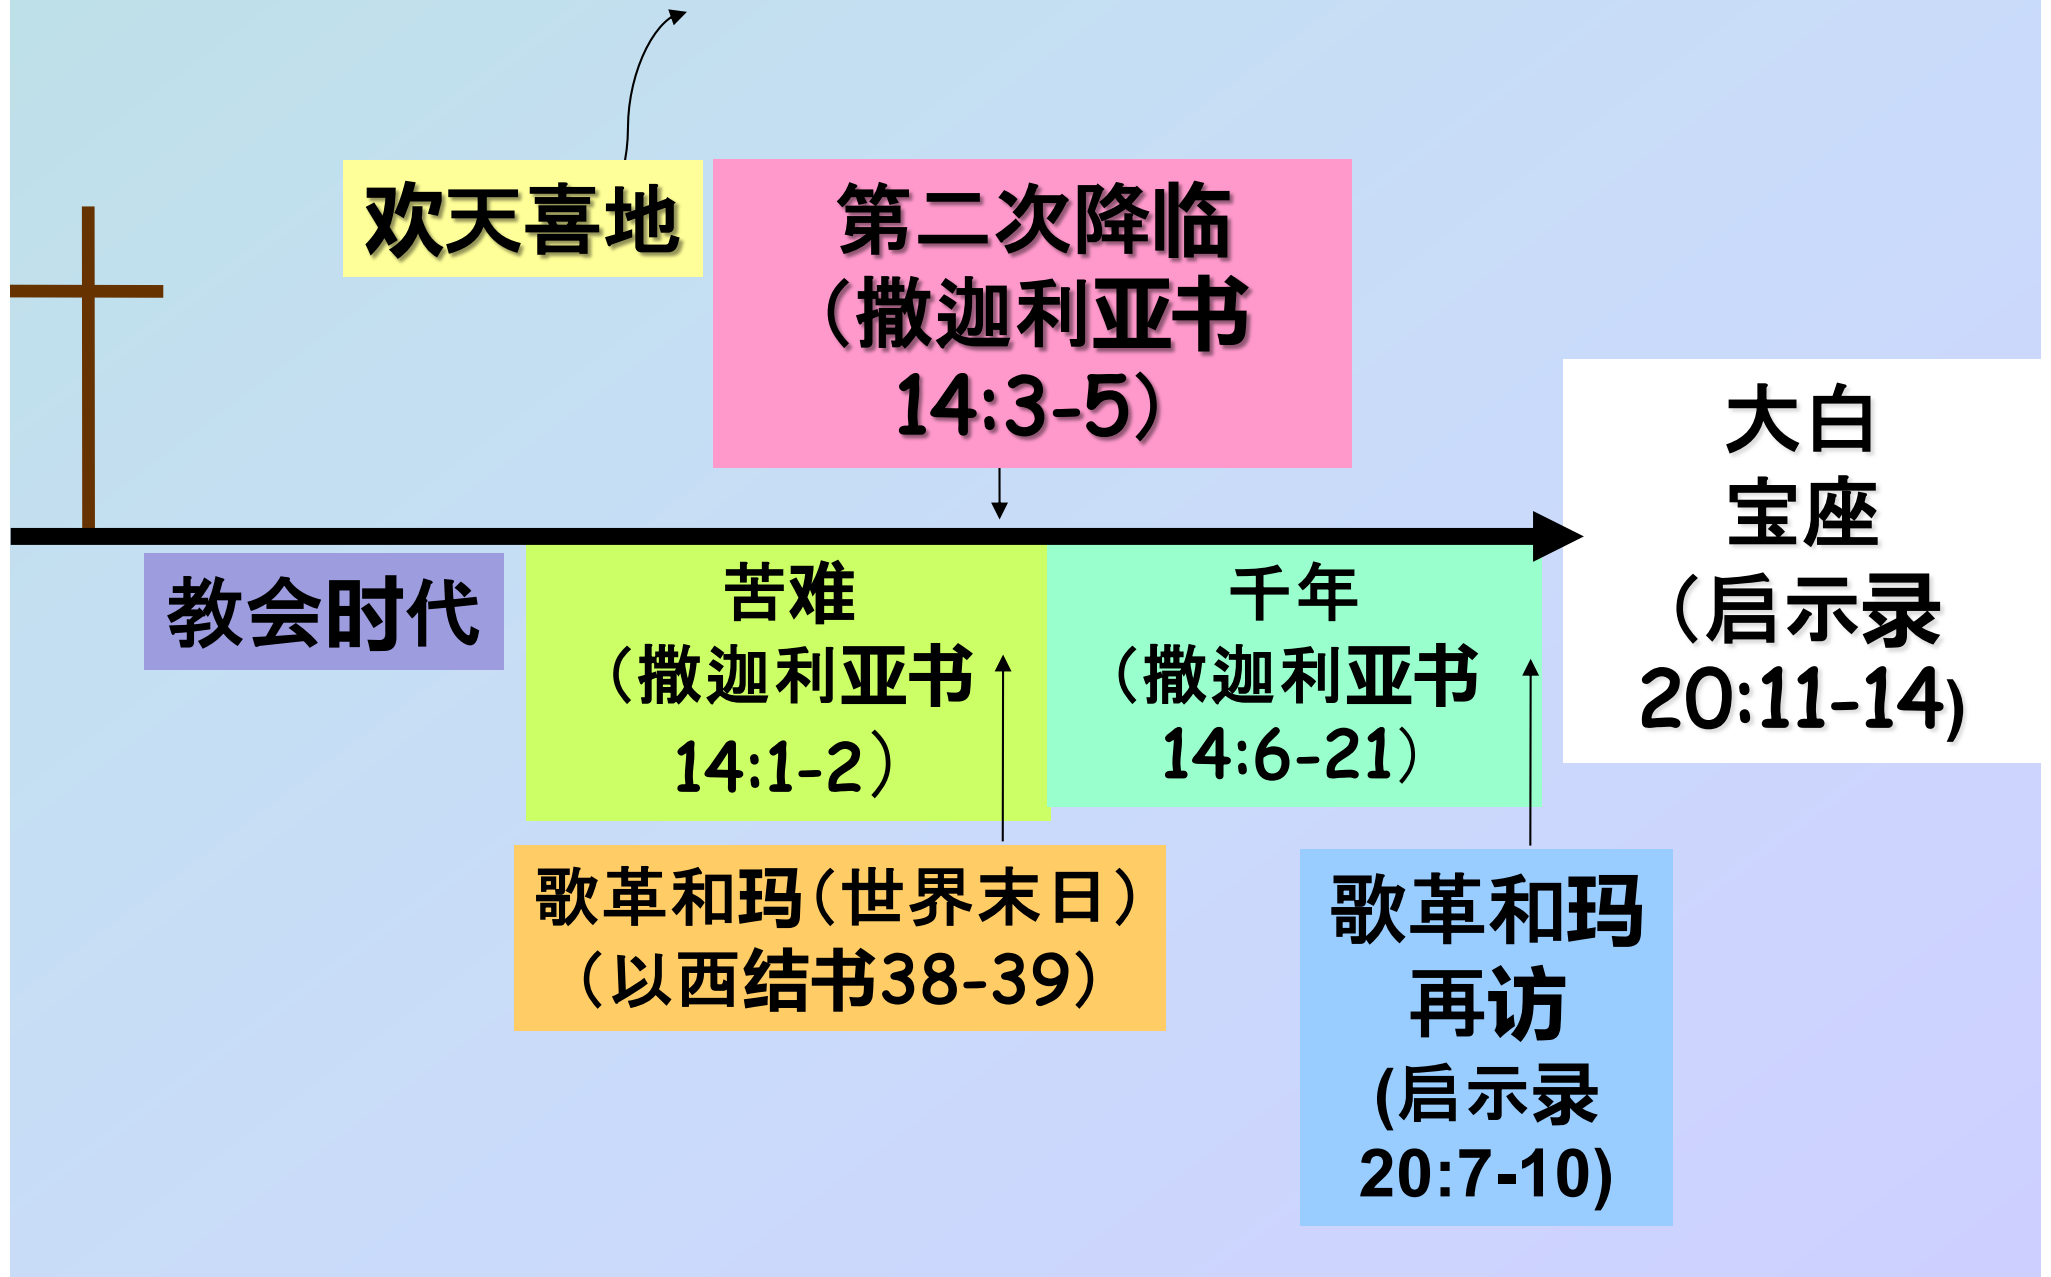 欢天喜地
第二次降临
（撒迦利亚书
14:3-5）
大白
宝座
（启示录
20:11-14)
教会时代
苦难
（撒迦利亚书
14:1-2）
千年
（撒迦利亚书
14:6-21）
歌革和玛（世界末日）
（以西结书38-39）
歌革和玛
再访
(启示录
20:7-10)